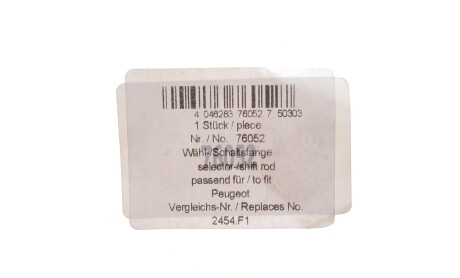 4 046283 76052 7 50303
1 Stück / piece
Nr. / No. 76052
Wähl-/Schaltstange
76052
selector-/shift rod
passend für / to fit
Peugeot
Vergleichs-Nr. / Replaces No.
2454.F1